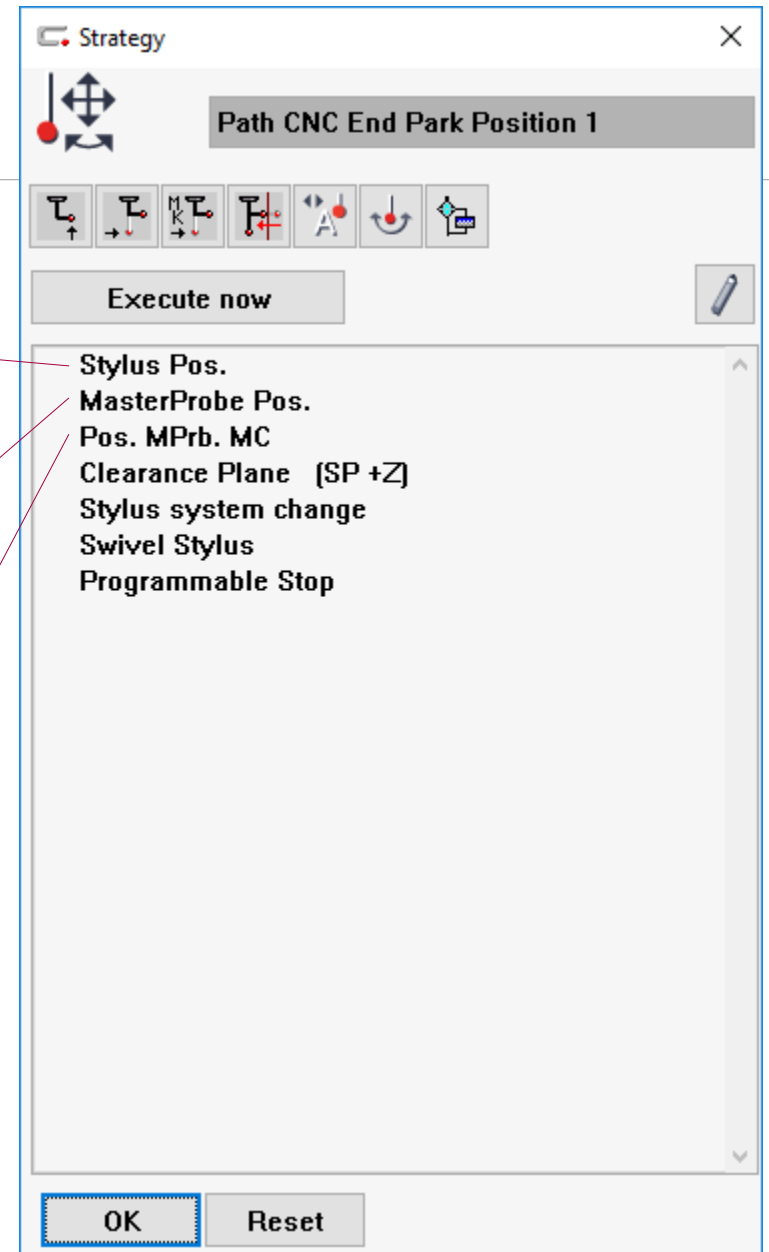 Strategy
Path CNC End Park Position 1
M
K
A
Execute now
Stylus Pos.
MasterProbe Pos.
Pos. MPrb. MC
Clearance Plane (SP +Z)
Stylus system change
Swivel Stylus
Programmable Stop
OK Reset